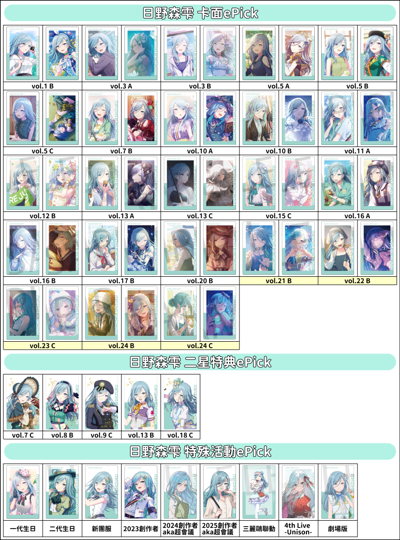 日野森雫 卡面ePick
vol.1 B vol.3 A vol.3 B vol.5 A vol.5 B
vol.5 C vol.7 B vol.10 A vol.10 B vol.11 A
vol.12 B vol.13 A vol.13 C vol.15 C vol.16 A
vol.16 B vol.17 B vol.20 B vol.21 B vol.22 B
vol.23 C vol.24 B vol.24 C
日野森雫 二星特典ePick
vol.7 C vol.8 B vol.9 C vol.13 B vol.18 C
日野森雫 特殊活動ePick
一代生日 二代生日 新團服 2023創作者 2024創作者 2025創作者 三麗鷗聯動 4th Live 劇場版
aka超會議 aka超會議 -Unison-